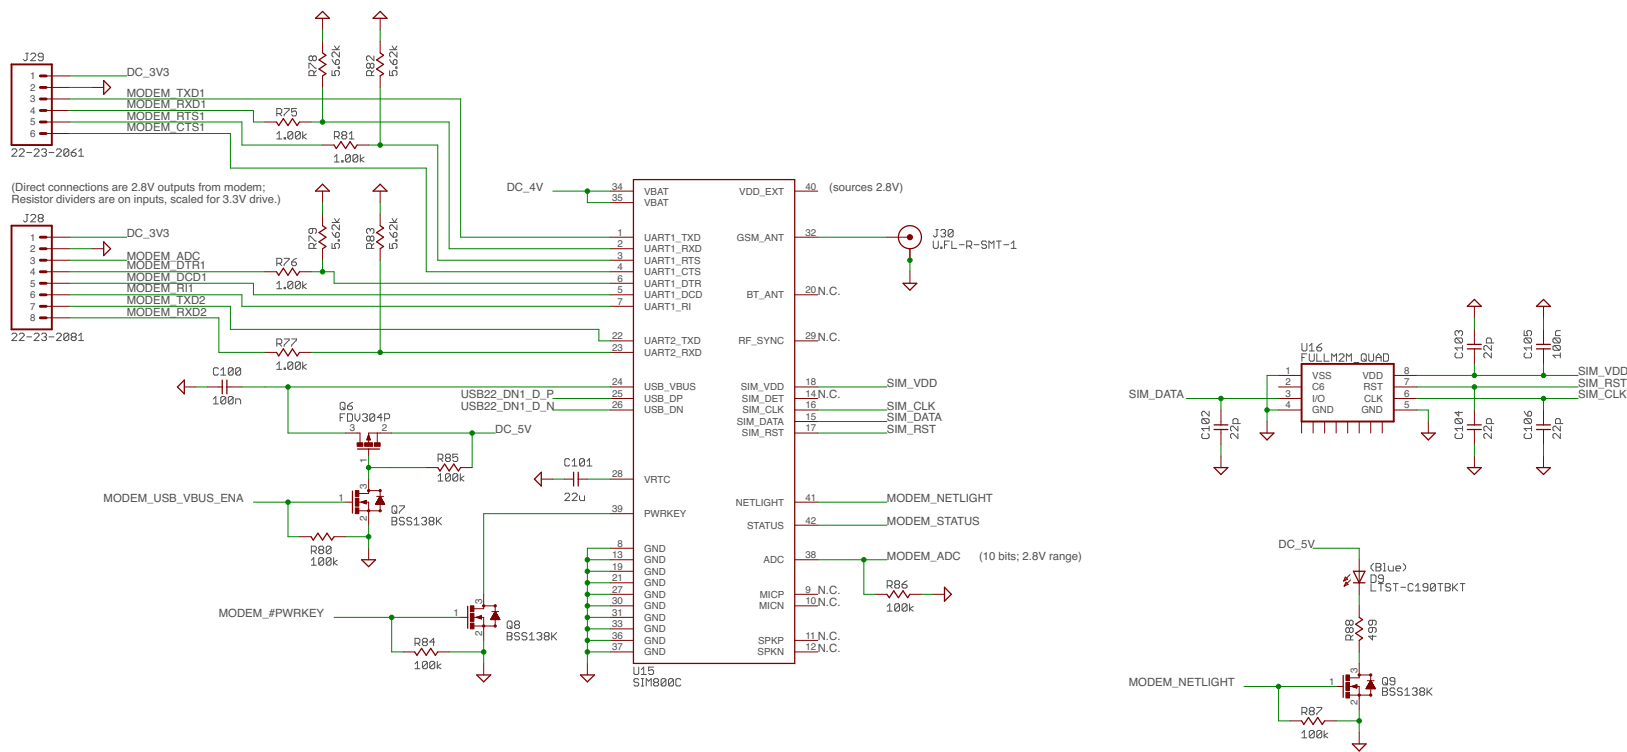 J29
1
DC_3V3
2
3
MODEM_TXD1
4
MODEM_RXD1
5
MODEM_RTS1
6
MODEM_CTS1
22-23-2061
R78
5.62k
R82
5.62k
R75
1.00k
R81
1.00k
(Direct connections are 2.8V outputs from modem;
Resistor dividers are on inputs, scaled for 3.3V drive.)
J28
1
DC_3V3
2
3
MODEM_ADC
4
MODEM_DTR1
5
MODEM_DCD1
6
MODEM_RI1
7
MODEM_TXD2
8
MODEM_RXD2
22-23-2081
R79
5.62k
R83
5.62k
R76
1.00k
R77
1.00k
C100
100n
USB22_DN1_D_P
USB22_DN1_D_N
Q6
FDV304P
3
2
1
DC_5V
R85
100k
MODEM_USB_VBUS_ENA
1
3
2
Q7
BSS138K
R80
100k
C101
22u
MODEM_#PWRKEY
1
3
2
Q8
BSS138K
R84
100k
DC_4V
34 VBAT
35 VBAT
1 UART1_TXD
2 UART1_RXD
3 UART1_RTS
4 UART1_CTS
6 UART1_DTR
5 UART1_DCD
7 UART1_RI
22 UART2_TXD
23 UART2_RXD
24 USB_VBUS
25 USB_DP
26 USB_DN
28 VRTC
39 PWRKEY
8 GND
13 GND
19 GND
21 GND
27 GND
30 GND
31 GND
33 GND
36 GND
37 GND
U15
SIM800C
VDD_EXT 40 (sources 2.8V)
GSM_ANT 32
J30
U.FL-R-SMT-1
BT_ANT 20 N.C.
RF_SYNC 29 N.C.
SIM_VDD 18 SIM_VDD
SIM_DET 14 N.C.
SIM_CLK 16 SIM_CLK
SIM_DATA 15 SIM_DATA
SIM_RST 17 SIM_RST
NETLIGHT 41 MODEM_NETLIGHT
STATUS 42 MODEM_STATUS
ADC 38 MODEM_ADC (10 bits; 2.8V range)
R86
100k
MICP 9 N.C.
MICN 10 N.C.
SPKP 11 N.C.
SPKN 12 N.C.
C103
22p
C105
100n
U16
FULLM2M_QUAD
1 VSS VDD 8 SIM_VDD
2 C6 RST 7 SIM_RST
SIM_DATA 3 I/O CLK 6 SIM_CLK
4 GND GND 5
C102
22p
C104
22p
C106
22p
DC_5V
(Blue)
D9
LTST-C190TBKT
R88
499
MODEM_NETLIGHT
1
3
2
Q9
BSS138K
R87
100k